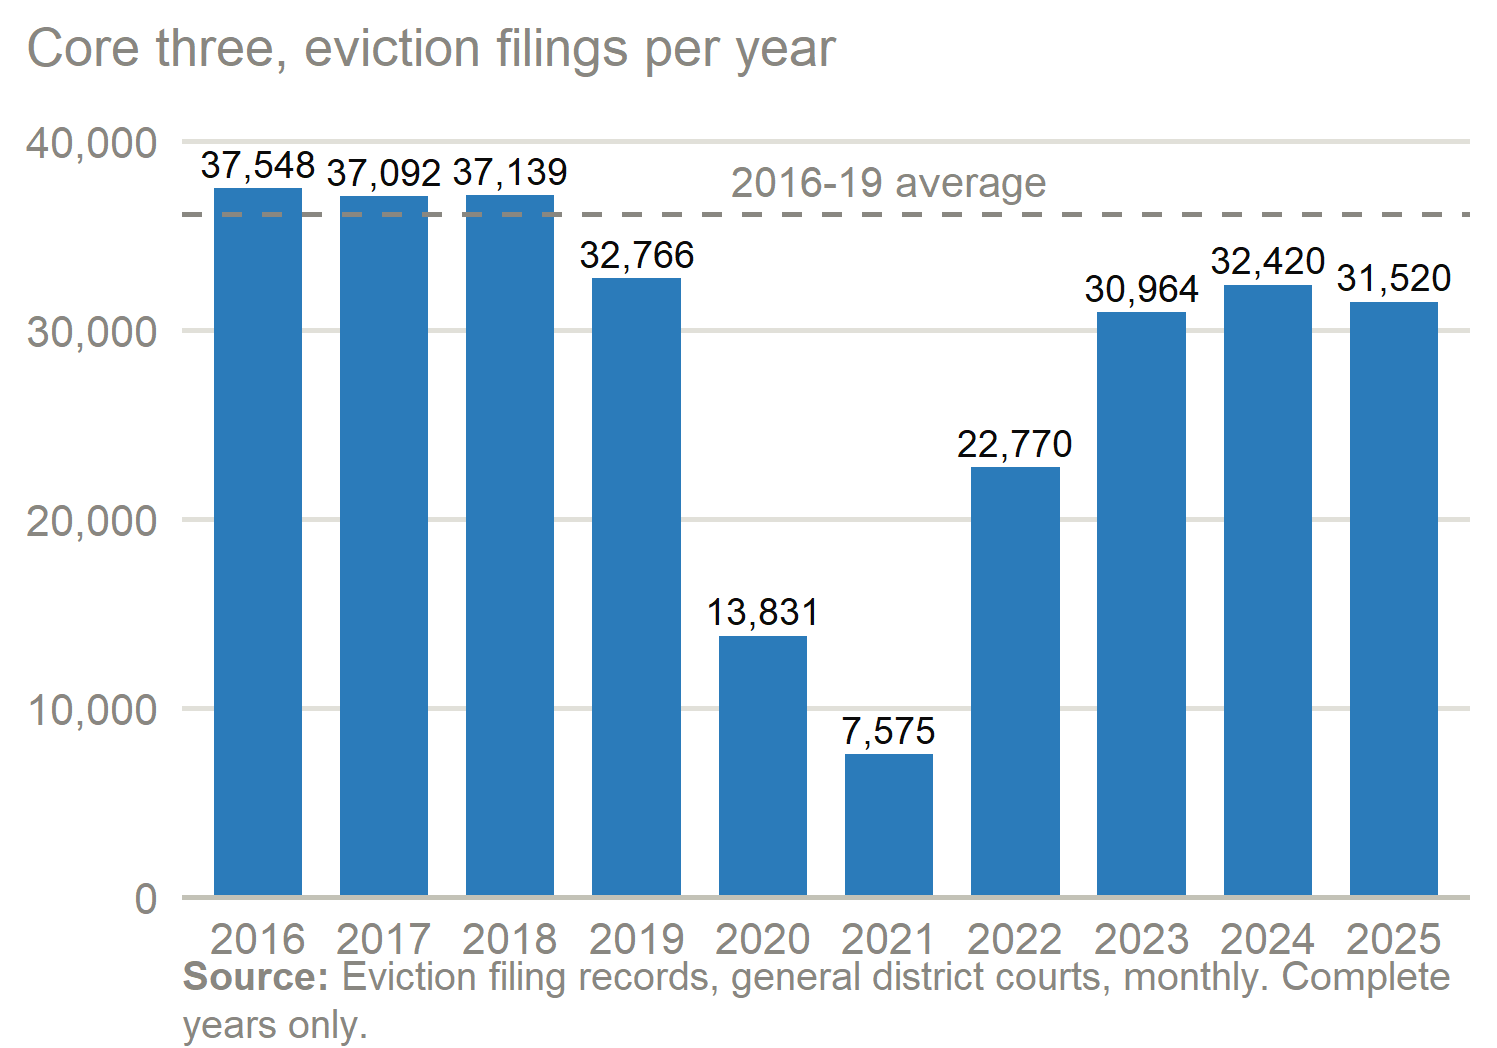 Core three, eviction filings per year
40,000
37,548 37,092 37,139
2016-19 average
32,766
30,964
32,420
31,520
30,000
22,770
20,000
13,831
10,000
7,575
0
2016 2017 2018 2019 2020 2021 2022 2023 2024 2025
Source: Eviction filing records, general district courts, monthly. Complete
years only.